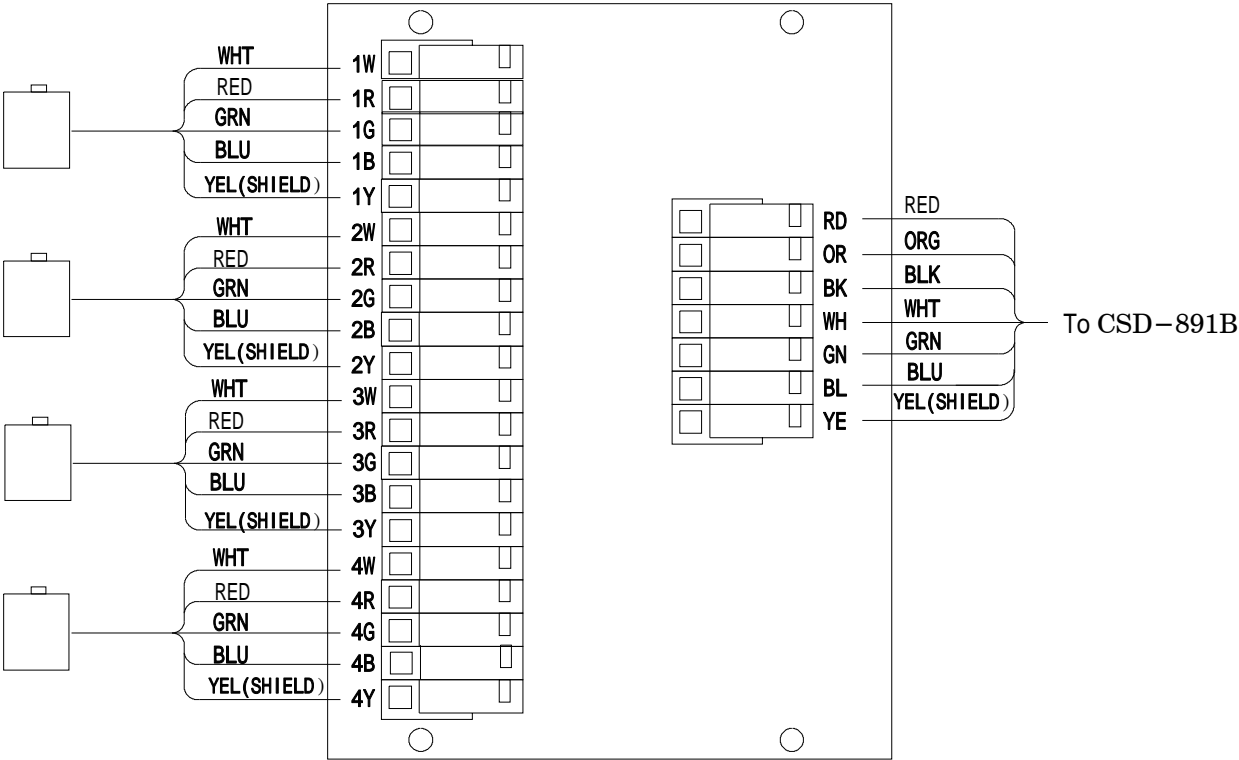 WHT 1W
RED 1R
GRN 1G
BLU 1B
YEL(SHIELD) 1Y
WHT 2W
RED 2R
GRN 2G
BLU 2B
YEL(SHIELD) 2Y
WHT 3W
RED 3R
GRN 3G
BLU 3B
YEL(SHIELD) 3Y
WHT 4W
RED 4R
GRN 4G
BLU 4B
YEL(SHIELD) 4Y
RD RED
OR ORG
BK BLK
WH WHT
GN GRN
BL BLU
YE YEL(SHIELD)
To CSD-891B